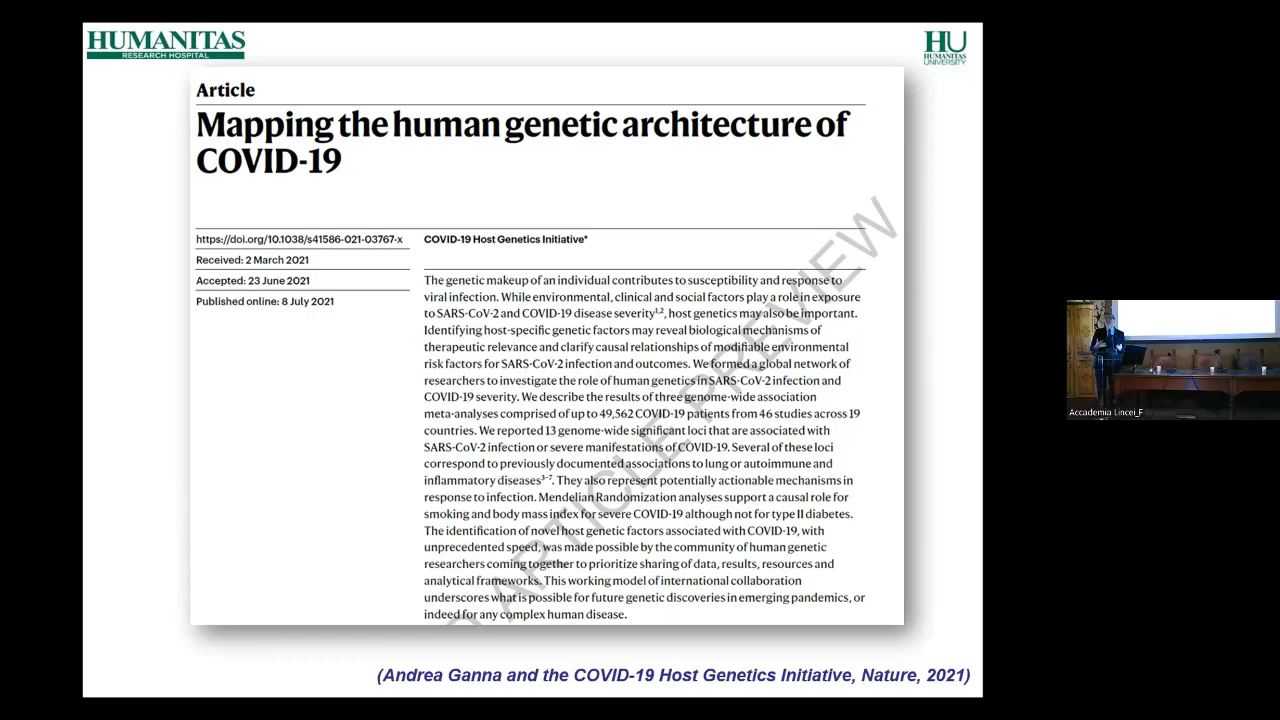 HUMANITAS
RESEARCH HOSPITAL
HU
HUMANITAS
UNIVERSITY
Article
Mapping the human genetic architecture of
COVID-19
https://doi.org/10.1038/s41586-021-03767-x
Received: 2 March 2021
Accepted: 23 June 2021
Published online: 8 July 2021
COVID-19 Host Genetics Initiative*
The genetic makeup of an individual contributes to susceptibility and response to
viral infection. While environmental, clinical and social factors play a role in exposure
to SARS-CoV-2 and COVID-19 disease severity1,2, host genetics may also be important.
Identifying host-specific genetic factors may reveal biological mechanisms of
therapeutic relevance and clarify causal relationships of modifiable environmental
risk factors for SARS-CoV-2 infection and outcomes. We formed a global network of
researchers to investigate the role of human genetics in SARS-CoV-2 infection and
COVID-19 severity. We describe the results of three genome-wide association
meta-analyses comprised of up to 49,562 COVID-19 patients from 46 studies across 19
countries. We reported 13 genome-wide significant loci that are associated with
SARS-CoV-2 infection or severe manifestations of COVID-19. Several of these loci
correspond to previously documented associations to lung or autoimmune and
inflammatory diseases3–7. They also represent potentially actionable mechanisms in
response to infection. Mendelian Randomization analyses support a causal role for
smoking and body mass index for severe COVID-19 although not for type II diabetes.
The identification of novel host genetic factors associated with COVID-19, with
unprecedented speed, was made possible by the community of human genetic
researchers coming together to prioritize sharing of data, results, resources and
analytical frameworks. This working model of international collaboration
underscores what is possible for future genetic discoveries in emerging pandemics, or
indeed for any complex human disease.
ARTICLE PREVIEW
(Andrea Ganna and the COVID-19 Host Genetics Initiative, Nature, 2021)
Accademia Lincei_F